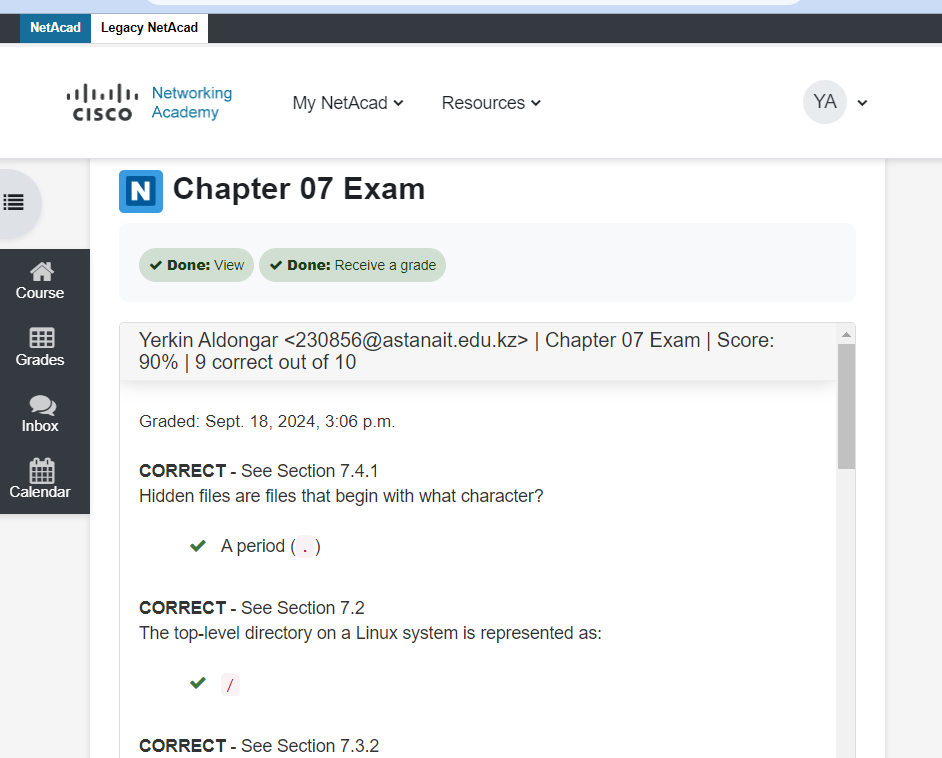 NetAcad
Legacy NetAcad
CISCO
Networking
Academy
My NetAcad
Resources
YA
N
Chapter 07 Exam
Done: View
Done: Receive a grade
Course
Grades
Inbox
Calendar
Yerkin Aldongar <230856@astanait.edu.kz> | Chapter 07 Exam | Score:
90% | 9 correct out of 10
Graded: Sept. 18, 2024, 3:06 p.m.
CORRECT - See Section 7.4.1
Hidden files are files that begin with what character?
A period ( . )
CORRECT - See Section 7.2
The top-level directory on a Linux system is represented as:
/
CORRECT - See Section 7.3.2